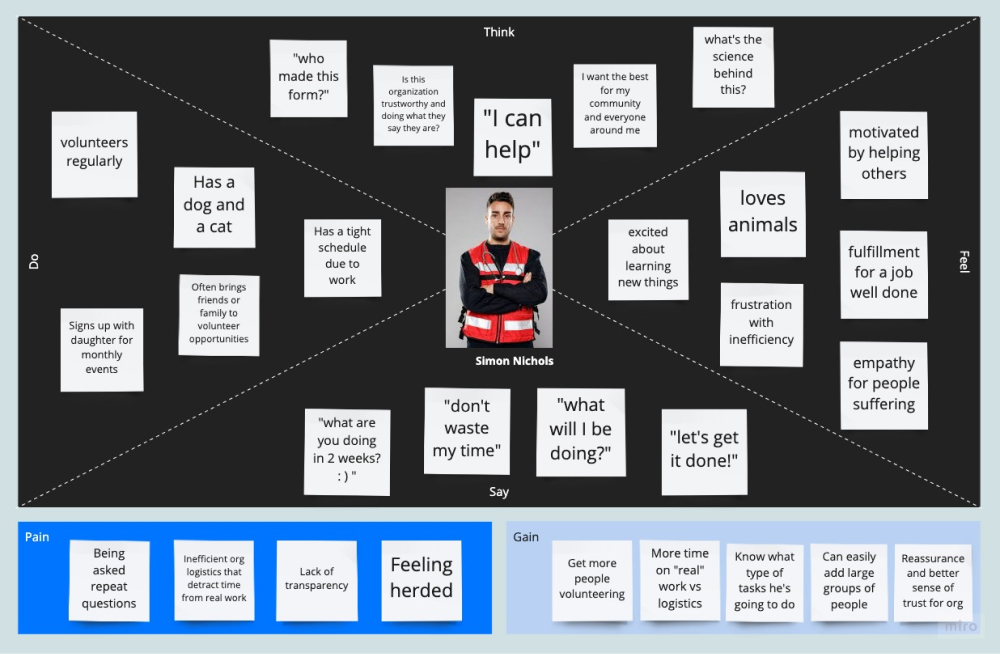 Think
"who
made this
form?"
Is this
organization
trustworthy and
doing what they
say they are?
"I can
help"
I want the best
for my
community
and everyone
around me
what's the
science
behind
this?
Do
volunteers
regularly
Has a
dog and
a cat
Has a tight
schedule
due to
work
Often brings
friends or
family to
volunteer
opportunities
Signs up with
daughter for
monthly
events
Simon Nichols
Feel
excited
about
learning
new things
loves
animals
motivated
by helping
others
frustration
with
inefficiency
fulfillment
for a job
well done
empathy
for people
suffering
"what are
you doing
in 2 weeks?
: ) "
"don't
waste
my time"
"what
will I be
doing?"
"let's get
it done!"
Say
Pain
Being
asked
repeat
questions
Inefficient org
logistics that
detract time
from real work
Lack of
transparency
Feeling
herded
Gain
Get more
people
volunteering
More time
on "real"
work vs
logistics
Know what
type of
tasks he's
going to do
Can easily
add large
groups of
people
Reassurance
and better
sense of
trust for org
miro